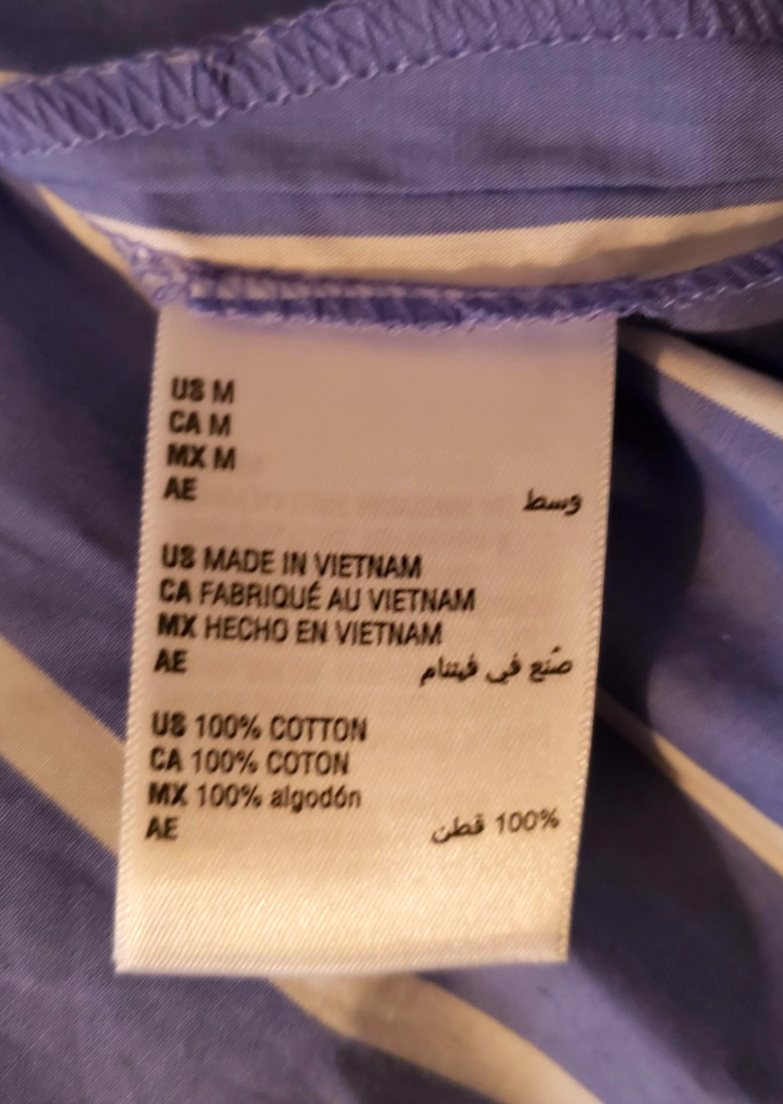 US M
CA M
MX M
AE وسط
US MADE IN VIETNAM
CA FABRIQUÉ AU VIETNAM
MX HECHO EN VIETNAM
AE صُنع في فيتنام
US 100% COTTON
CA 100% COTON
MX 100% algodón
AE 100% قطن